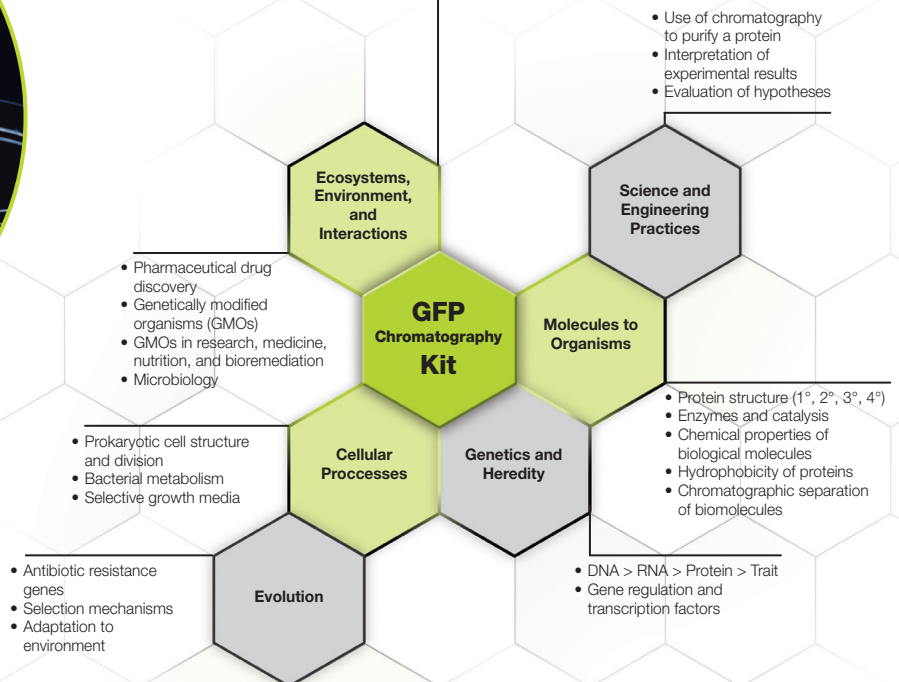 • Use of chromatography
to purify a protein
• Interpretation of
experimental results
• Evaluation of hypotheses
Ecosystems,
Environment,
and
Interactions
Science and
Engineering
Practices
• Pharmaceutical drug
discovery
• Genetically modified
organisms (GMOs)
• GMOs in research, medicine,
nutrition, and bioremediation
• Microbiology
GFP
Chromatography
Kit
Molecules to
Organisms
• Protein structure (1°, 2°, 3°, 4°)
• Enzymes and catalysis
• Chemical properties of
biological molecules
• Hydrophobicity of proteins
• Chromatographic separation
of biomolecules
• Prokaryotic cell structure
and division
• Bacterial metabolism
• Selective growth media
Cellular
Proccesses
Genetics and
Heredity
• Antibiotic resistance
genes
• Selection mechanisms
• Adaptation to
environment
Evolution
• DNA > RNA > Protein > Trait
• Gene regulation and
transcription factors